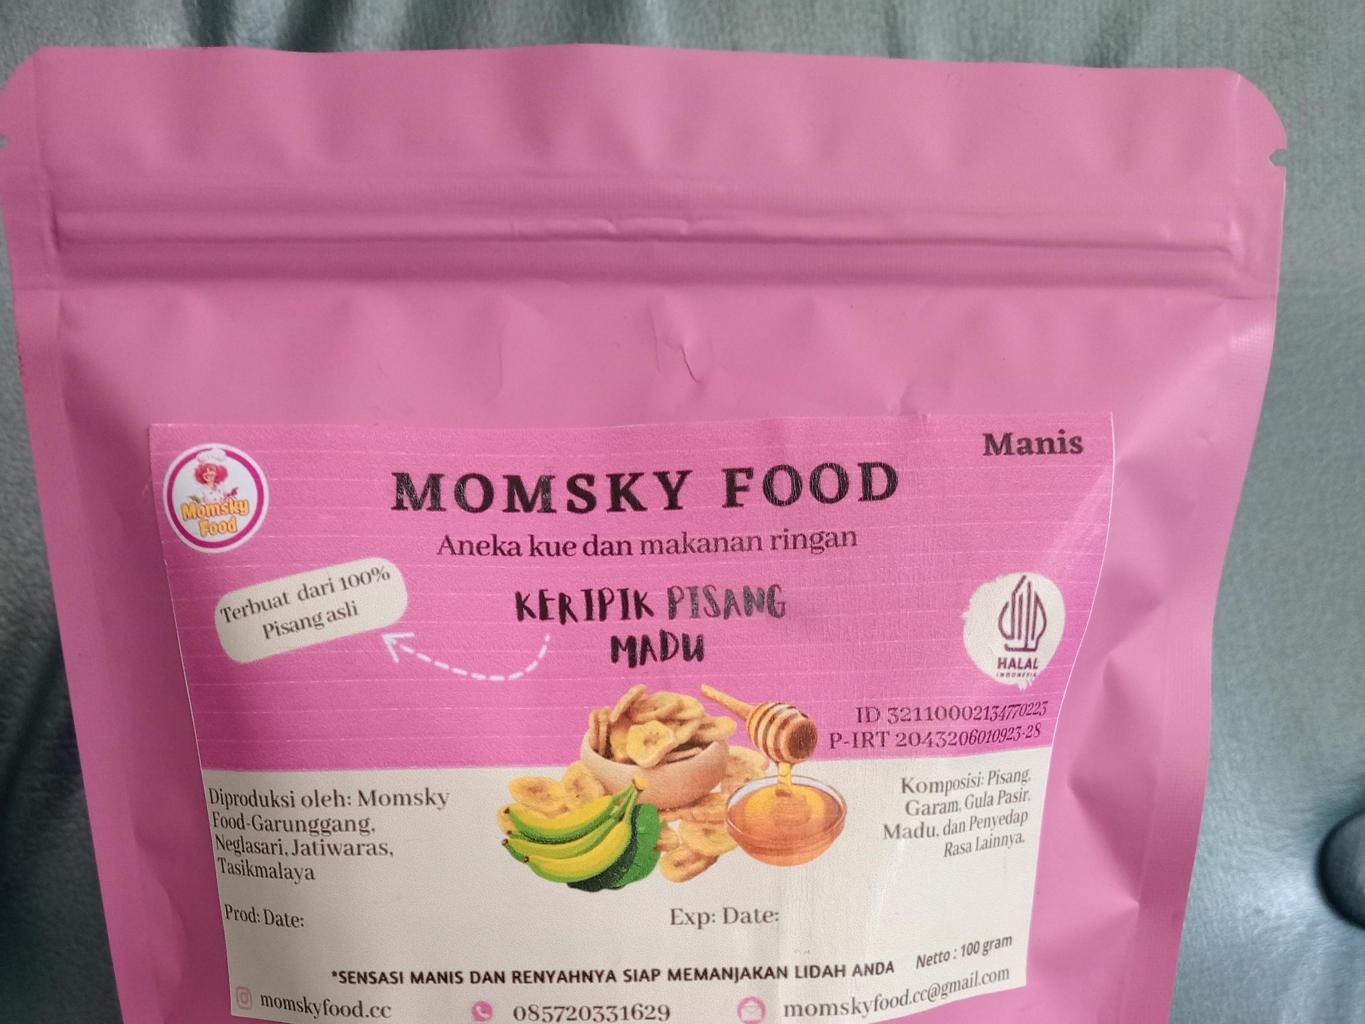 Manis
Momsky
Food
MOMSKY FOOD
Aneka kue dan makanan ringan
Terbuat dari 100%
Pisang asli
KERIPIK PISANG
MADU
HALAL
INDONESIA
ID 32110002134770223
P-IRT 2043206010923-28
Diproduksi oleh: Momsky
Food-Garunggang,
Neglasari, Jatiwaras,
Tasikmalaya
Komposisi: Pisang,
Garam, Gula Pasir,
Madu, dan Penyedap
Rasa Lainnya.
Prod: Date:
Exp: Date:
*SENSASI MANIS DAN RENYAHNYA SIAP MEMANJAKAN LIDAH ANDA
Netto : 100 gram
momskyfood.cc
085720331629
momskyfood.cc@gmail.com